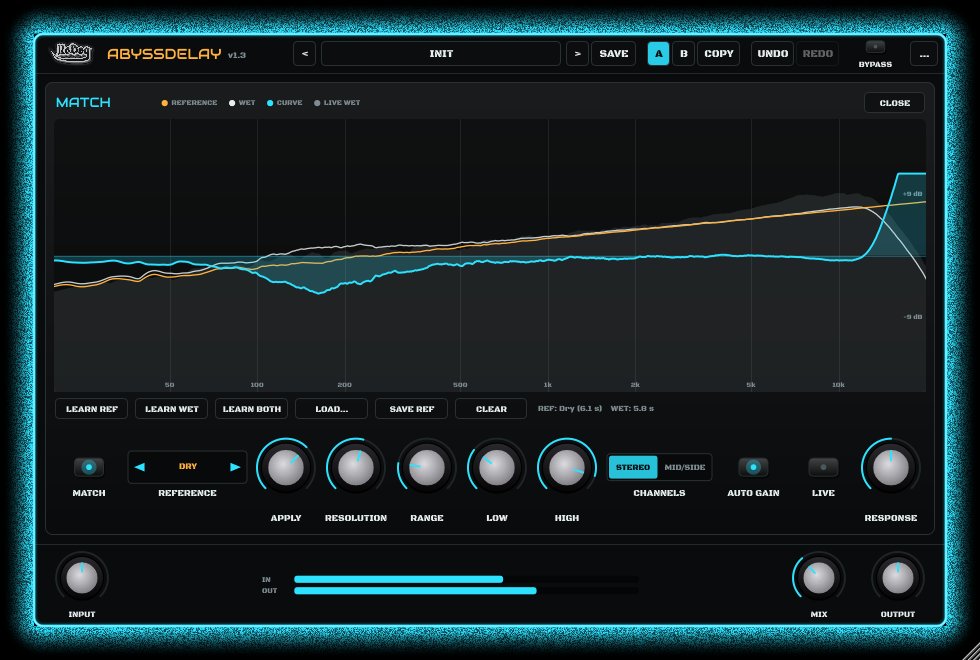 ABYSSDELAY v1.3 < INIT > SAVE A B COPY UNDO REDO BYPASS ...
MATCH REFERENCE WET CURVE LIVE WET CLOSE
+9 dB
-9 dB
50 100 200 500 1k 2k 5k 10k
LEARN REF LEARN WET LEARN BOTH LOAD... SAVE REF CLEAR REF: Dry (6.1 s) WET: 5.8 s
DRY STEREO MID/SIDE
MATCH REFERENCE CHANNELS AUTO GAIN LIVE
APPLY RESOLUTION RANGE LOW HIGH RESPONSE
IN
OUT
INPUT MIX OUTPUT